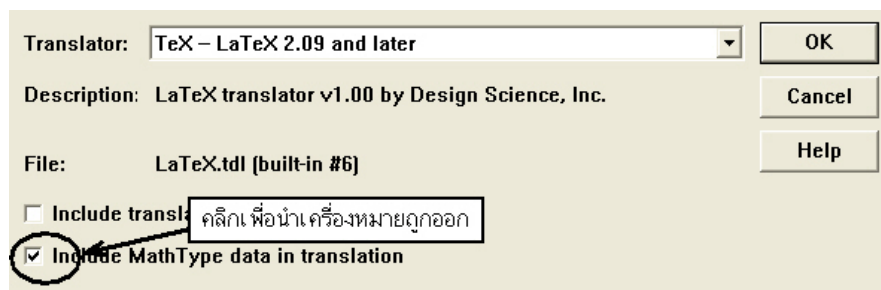 Translator: TeX – LaTeX 2.09 and later OK
Description: LaTeX translator v1.00 by Design Science, Inc. Cancel
File: LaTeX.tdl (built-in #6) Help
Include
คลิกเพื่อนำเครื่องหมายถูกออก
Include MathType data in translation